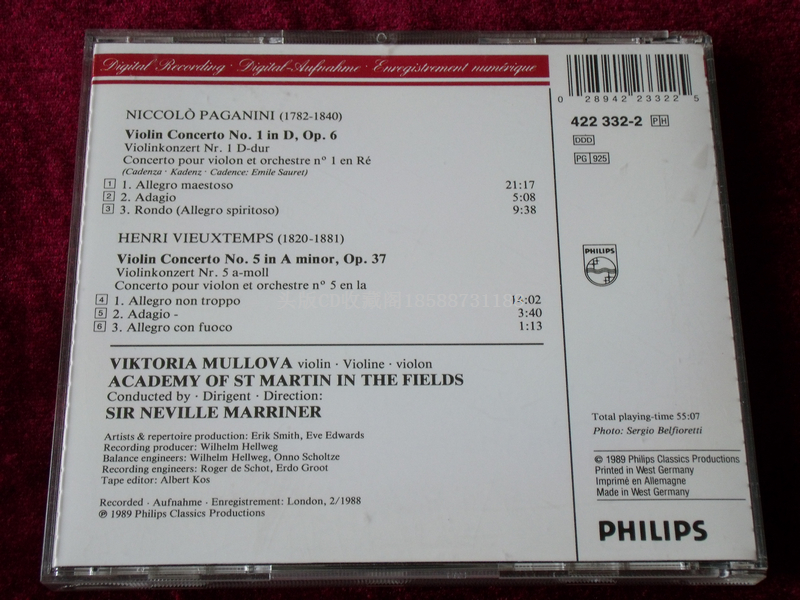 Digital Recording · Digital-Aufnahme · Enregistrement numérique
NICCOLÒ PAGANINI (1782-1840)
Violin Concerto No. 1 in D, Op. 6
Violinkonzert Nr. 1 D-dur
Concerto pour violon et orchestre nº 1 en Ré
(Cadenza · Kadenz · Cadence: Emile Sauret)
1 1. Allegro maestoso 21:17
2 2. Adagio 5:08
3 3. Rondo (Allegro spiritoso) 9:38
HENRI VIEUXTEMPS (1820-1881)
Violin Concerto No. 5 in A minor, Op. 37
Violinkonzert Nr. 5 a-moll
Concerto pour violon et orchestre nº 5 en la
4 1. Allegro non troppo
5 2. Adagio - 3:40
6 3. Allegro con fuoco 1:13
VIKTORIA MULLOVA violin · Violine · violon
ACADEMY OF ST MARTIN IN THE FIELDS
Conducted by · Dirigent · Direction:
SIR NEVILLE MARRINER
Artists & repertoire production: Erik Smith, Eve Edwards
Recording producer: Wilhelm Hellweg
Balance engineers: Wilhelm Hellweg, Onno Scholtze
Recording engineers: Roger de Schot, Erdo Groot
Tape editor: Albert Kos
Recorded · Aufnahme · Enregistrement: London, 2/1988
℗ 1989 Philips Classics Productions
0 28942 23322 5
422 332-2 PH
DDD
PG 925
PHILIPS
Total playing-time 55:07
Photo: Sergio Belfioretti
© 1989 Philips Classics Productions
Printed in West Germany
Imprimé en Allemagne
Made in West Germany
PHILIPS